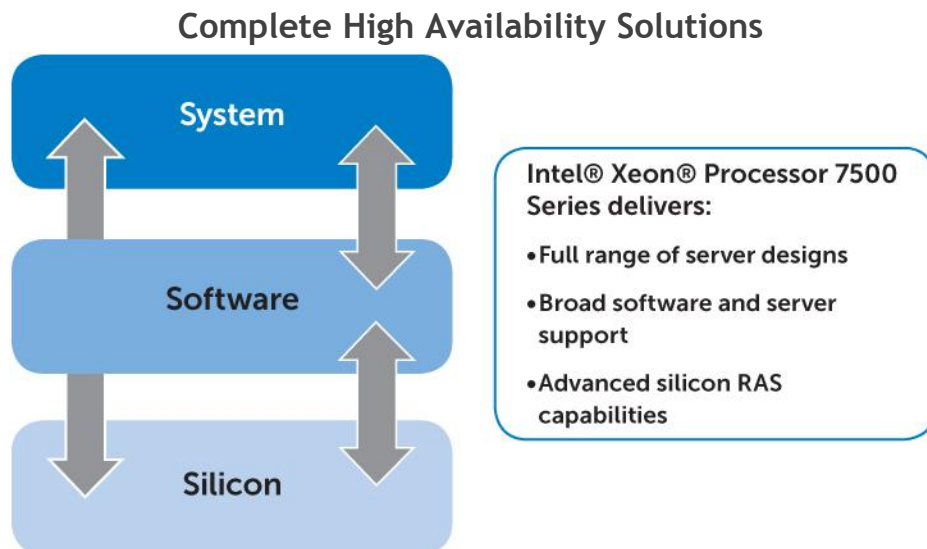 Complete High Availability Solutions
System
Software
Silicon
Intel® Xeon® Processor 7500
Series delivers:
•Full range of server designs
•Broad software and server
support
•Advanced silicon RAS
capabilities